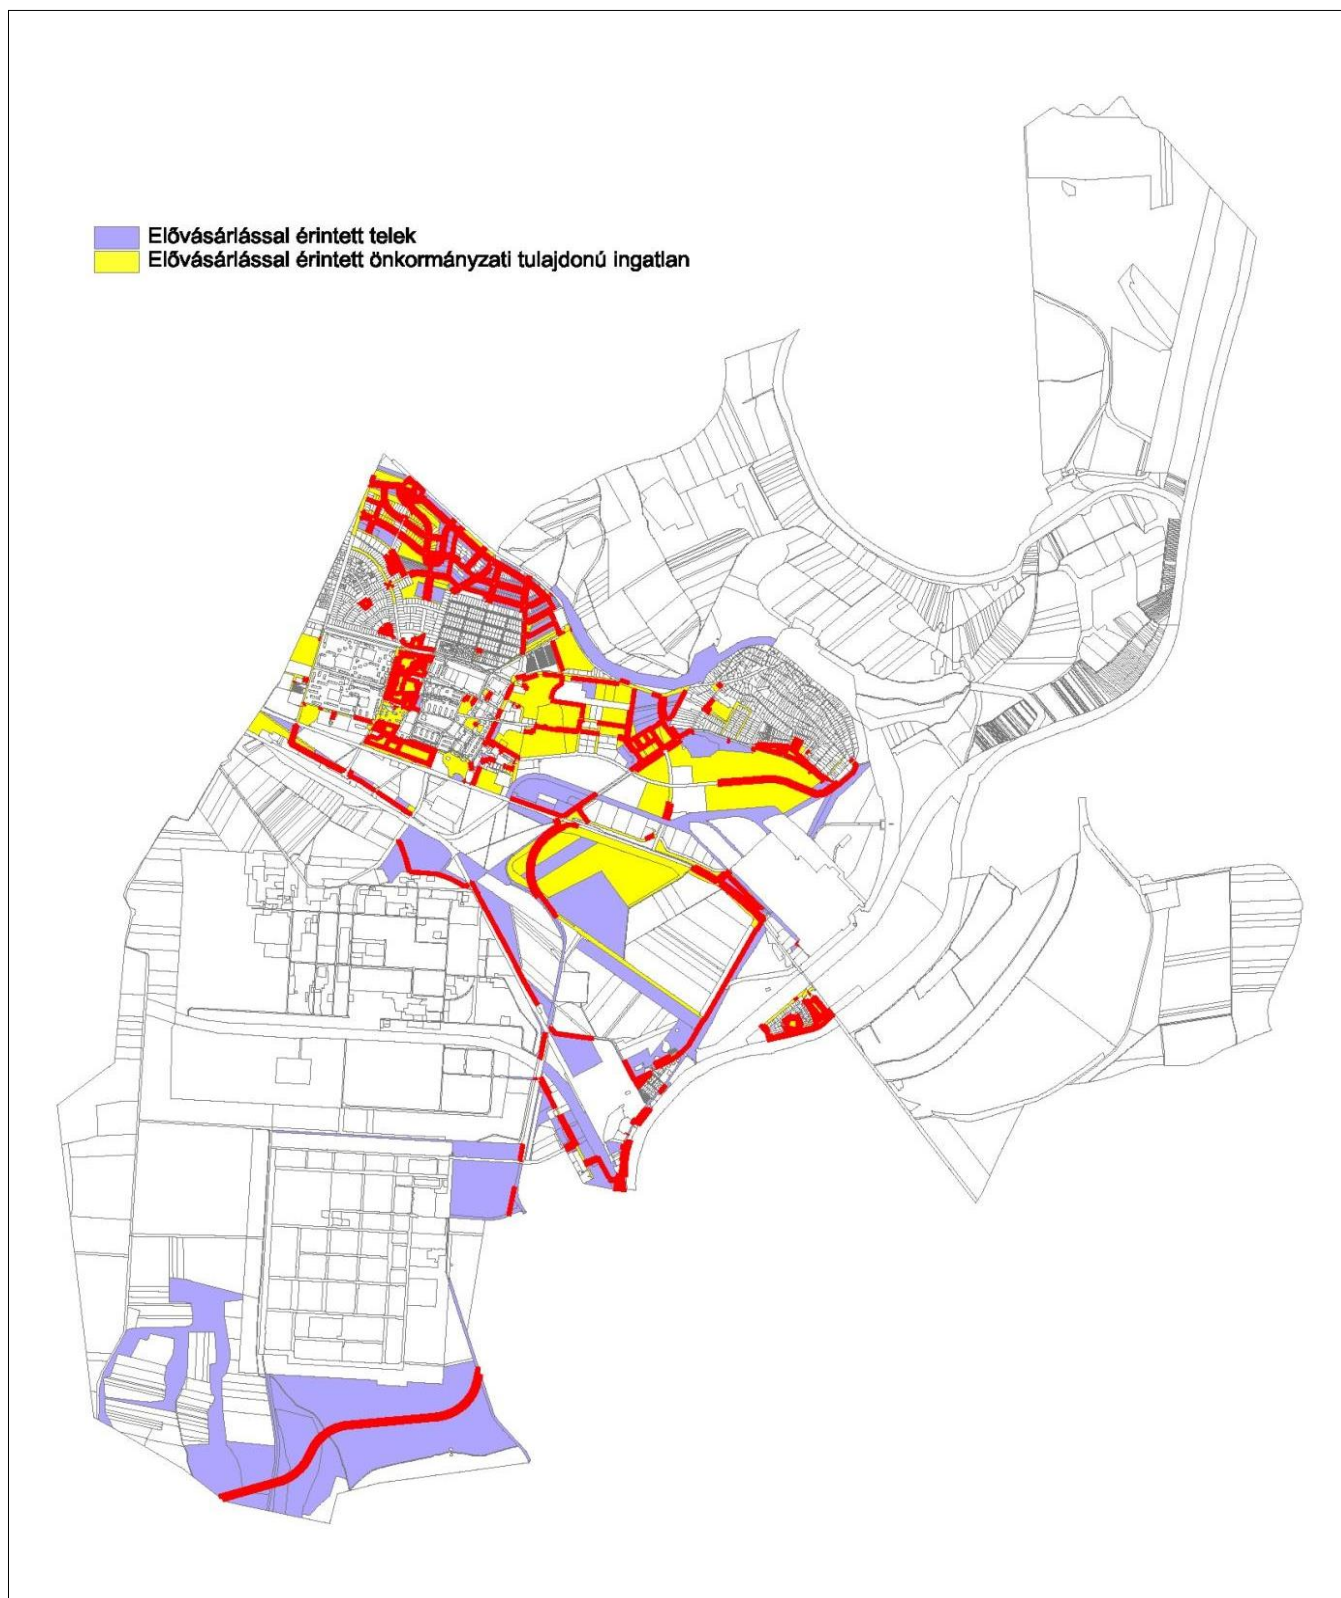 Elővásárlással érintett telek
Elővásárlással érintett önkormányzati tulajdonú ingatlan